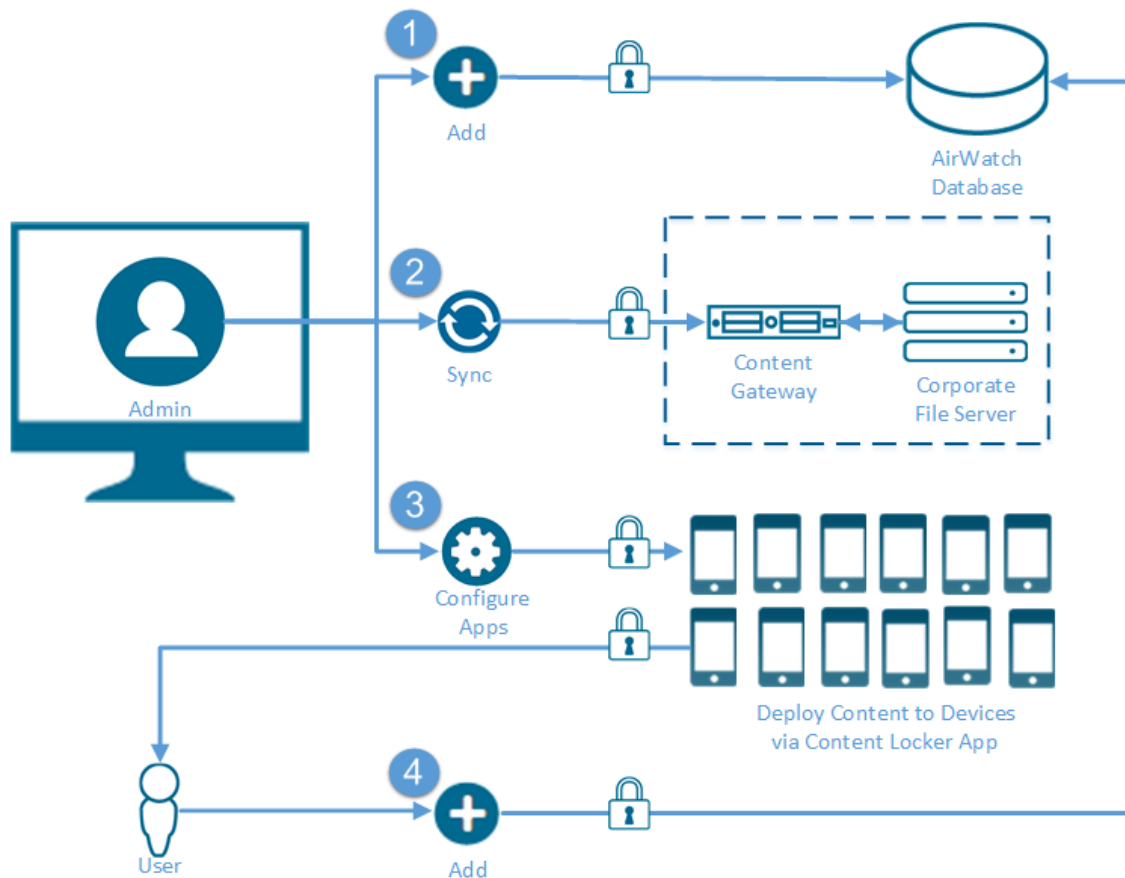 1
Add
AirWatch
Database
2
Admin
Sync
Content
Gateway
Corporate
File Server
3
Configure
Apps
Deploy Content to Devices
via Content Locker App
4
User
Add